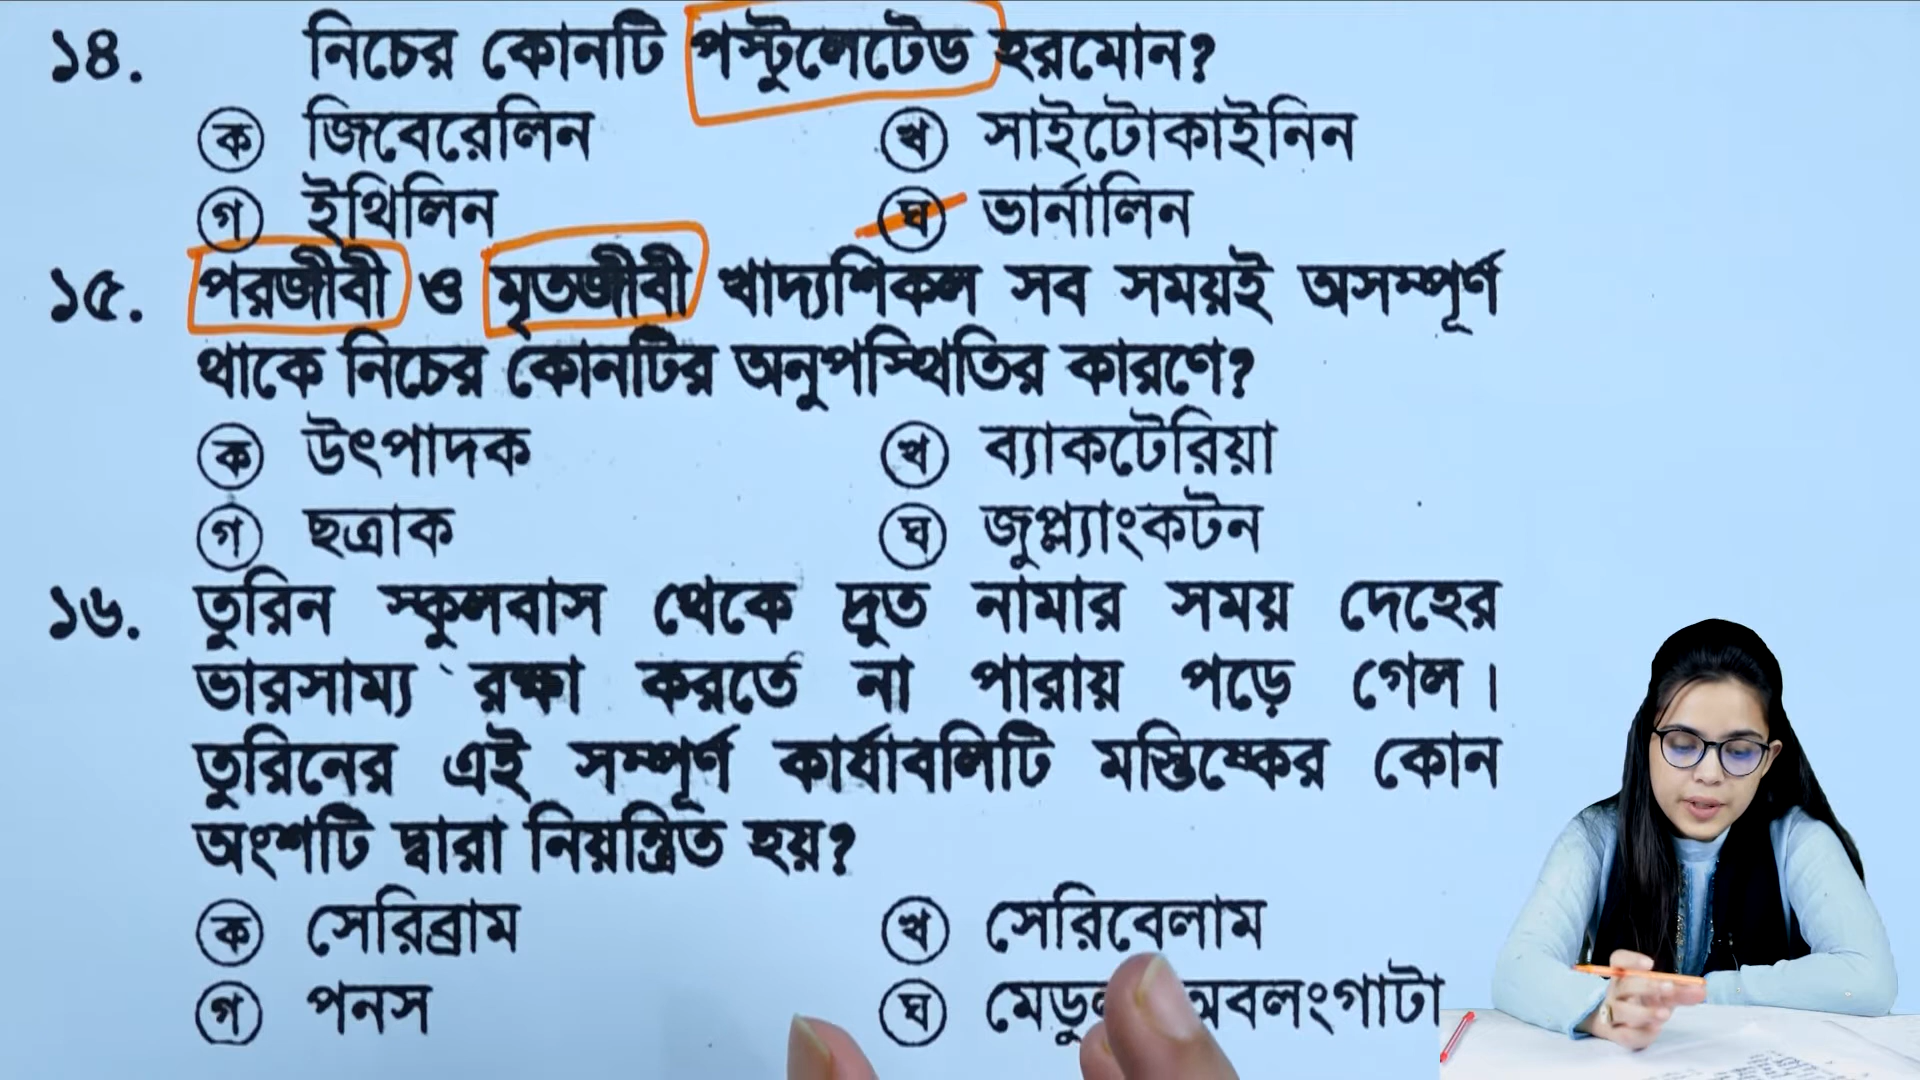 ১৪. নিচের কোনটি পস্টুলেটেড হরমোন?
ক জিবেরেলিন খ সাইটোকাইনিন
গ ইথিলিন ঘ ভার্নালিন
১৫. পরজীবী ও মৃতজীবী খাদ্যশিকল সব সময়ই অসম্পূর্ণ
থাকে নিচের কোনটির অনুপস্থিতির কারণে?
ক উৎপাদক খ ব্যাকটেরিয়া
গ ছত্রাক ঘ জুপ্ল্যাংকটন
১৬. তুরিন স্কুলবাস থেকে দ্রুত নামার সময় দেহের
ভারসাম্য রক্ষা করতে না পারায় পড়ে গেল।
তুরিনের এই সম্পূর্ণ কার্যাবলিটি মস্তিষ্কের কোন
অংশটি দ্বারা নিয়ন্ত্রিত হয়?
ক সেরিব্রাম খ সেরিবেলাম
গ পনস ঘ অবলংগাটা